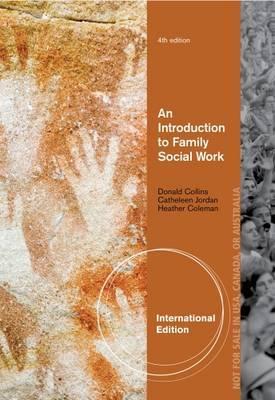 4th edition
An
Introduction
to Family
Social Work
Donald Collins
Catheleen Jordan
Heather Coleman
International
Edition
NOT FOR SALE IN USA, CANADA, OR AUSTRALIA